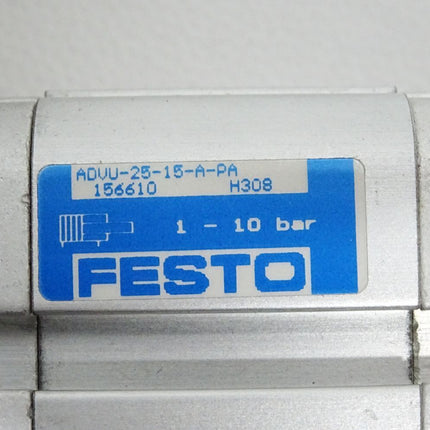 ADVU-25-15-A-PA
156610 H308
1 - 10 bar
FESTO